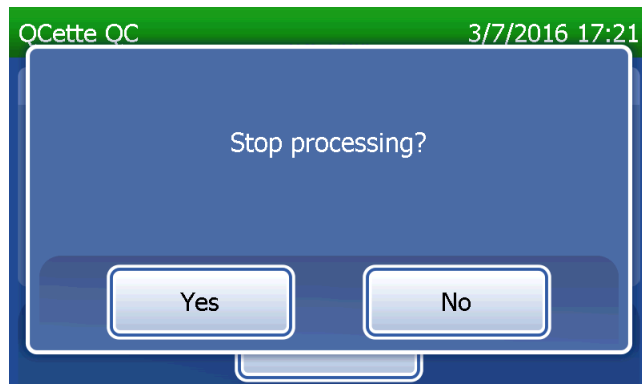 QCette QC 3/7/2016 17:21
Stop processing?
Yes No